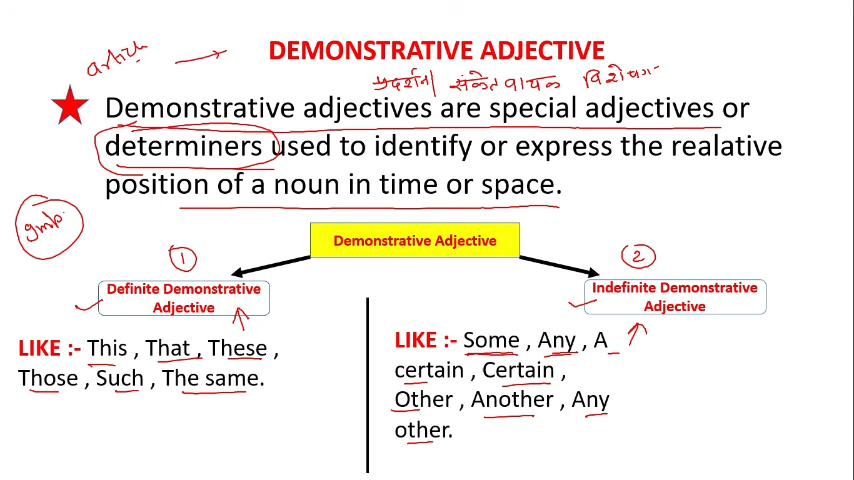 article → DEMONSTRATIVE ADJECTIVE
प्रदर्शन| संकेतवाचक विशेषण
Demonstrative adjectives are special adjectives or
determiners used to identify or express the realative
position of a noun in time or space.
Demonstrative Adjective
1
2
Definite Demonstrative
Adjective
Indefinite Demonstrative
Adjective
LIKE :- This , That , These ,
Those , Such , The same.
LIKE :- Some , Any , A
certain , Certain ,
Other , Another , Any
other.